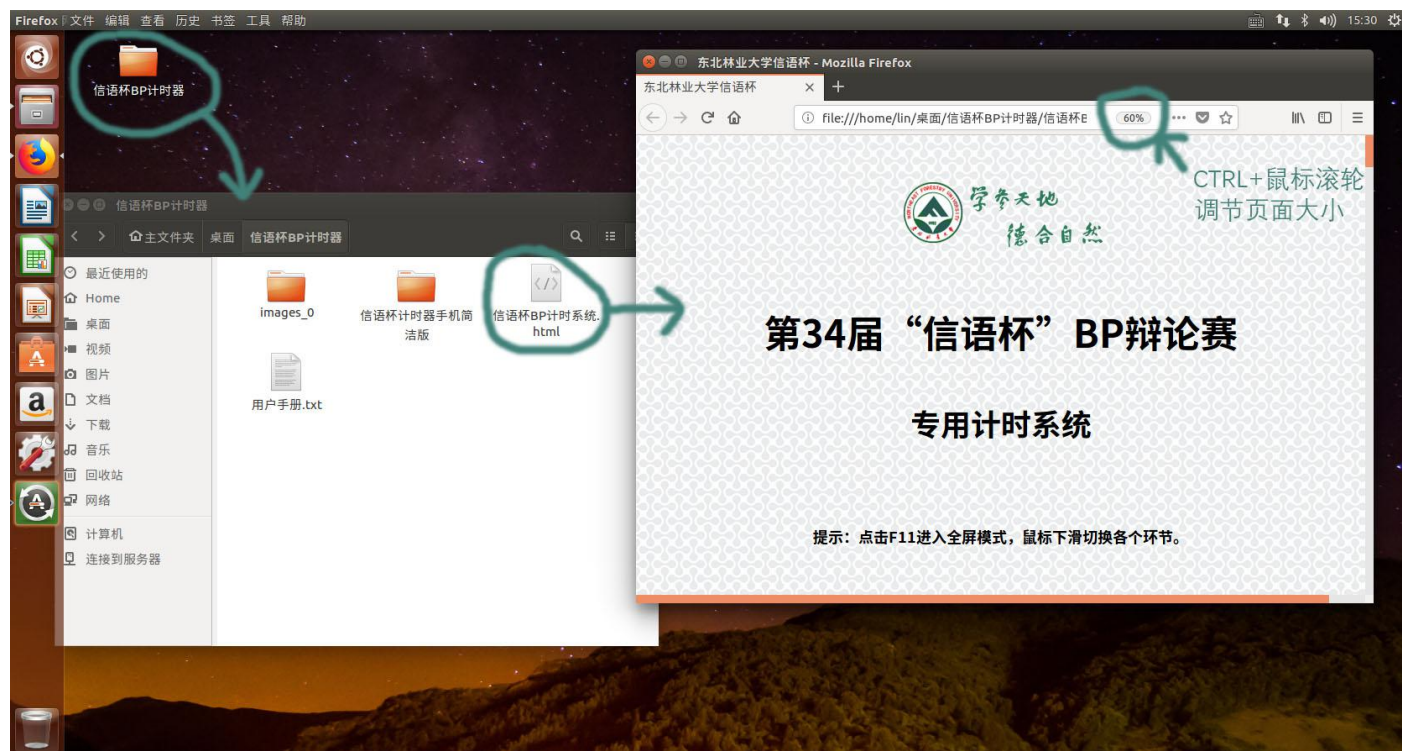 Firefox 文件 编辑 查看 历史 书签 工具 帮助
15:30
信语杯BP计时器
信语杯BP计时器
主文件夹 桌面 信语杯BP计时器
最近使用的
Home
桌面
视频
图片
文档
下载
音乐
回收站
网络
计算机
连接到服务器
images_0
信语杯计时器手机简
洁版
信语杯BP计时系统.
html
用户手册.txt
东北林业大学信语杯 - Mozilla Firefox
东北林业大学信语杯
file:///home/lin/桌面/信语杯BP计时器/信语杯E
60%
CTRL+鼠标滚轮
调节页面大小
学参天地
德合自然
第34届“信语杯”BP辩论赛
专用计时系统
提示：点击F11进入全屏模式，鼠标下滑切换各个环节。